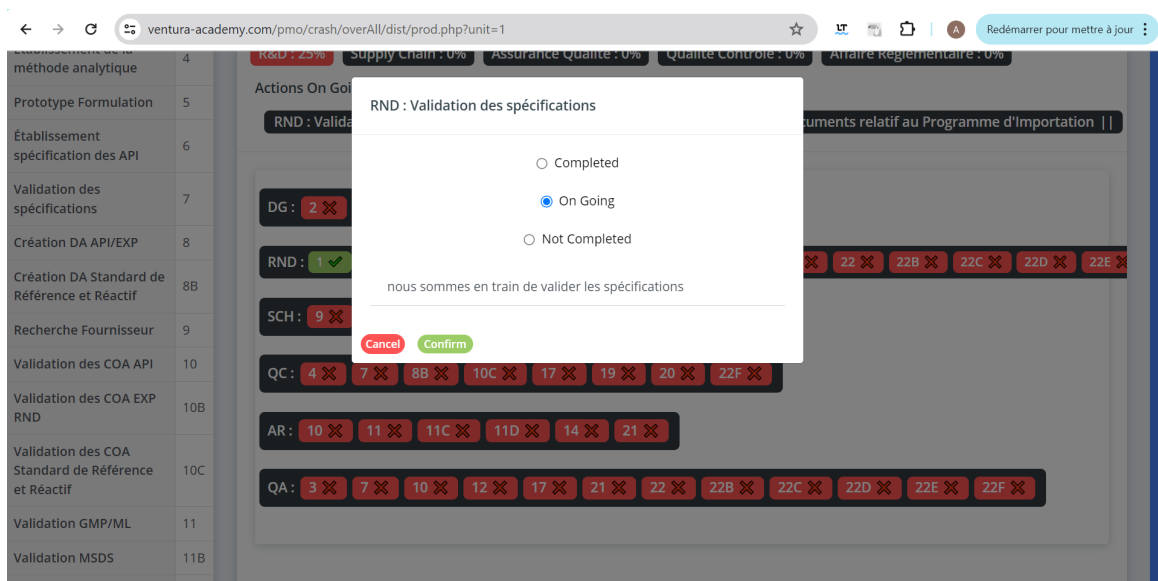 ventura-academy.com/pmo/crash/overAll/dist/prod.php?unit=1
A
Redémarrer pour mettre à jour
Établissement de la
méthode analytique
4
Prototype Formulation
5
Établissement
spécification des API
6
Validation des
spécifications
7
Création DA API/EXP
8
Création DA Standard de
Référence et Réactif
8B
Recherche Fournisseur
9
Validation des COA API
10
Validation des COA EXP
RND
10B
Validation des COA
Standard de Référence
et Réactif
10C
Validation GMP/ML
11
Validation MSDS
11B
R&D : 25% Supply Chain : 0% Assurance Qualité : 0% Qualité Contrôle : 0% Affaire Réglementaire : 0%
Actions On Goi
RND : Valida
uments relatif au Programme d'Importation ||
RND : Validation des spécifications
Completed
On Going
Not Completed
nous sommes en train de valider les spécifications
Cancel Confirm
DG : 2
RND : 1 22 22B 22C 22D 22E
SCH : 9
QC : 4 7 8B 10C 17 19 20 22F
AR : 10 11 11C 11D 14 21
QA : 3 7 10 12 17 21 22 22B 22C 22D 22E 22F